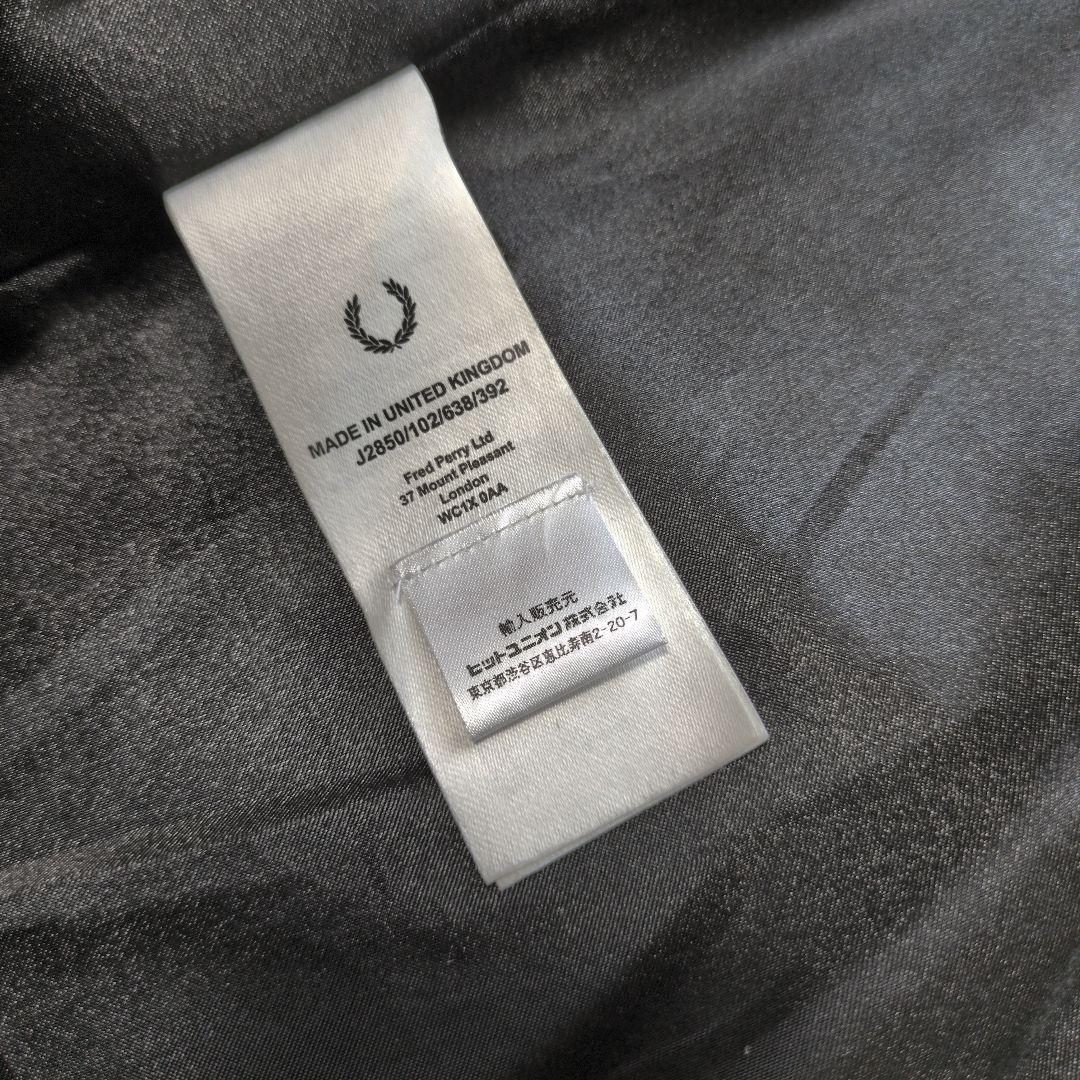 MADE IN UNITED KINGDOM
J2850/102/638/392
Fred Perry Ltd
37 Mount Pleasant
London
WC1X 0AA
輸入販売元
ヒットユニオン株式会社
東京都渋谷区恵比寿南2-20-7